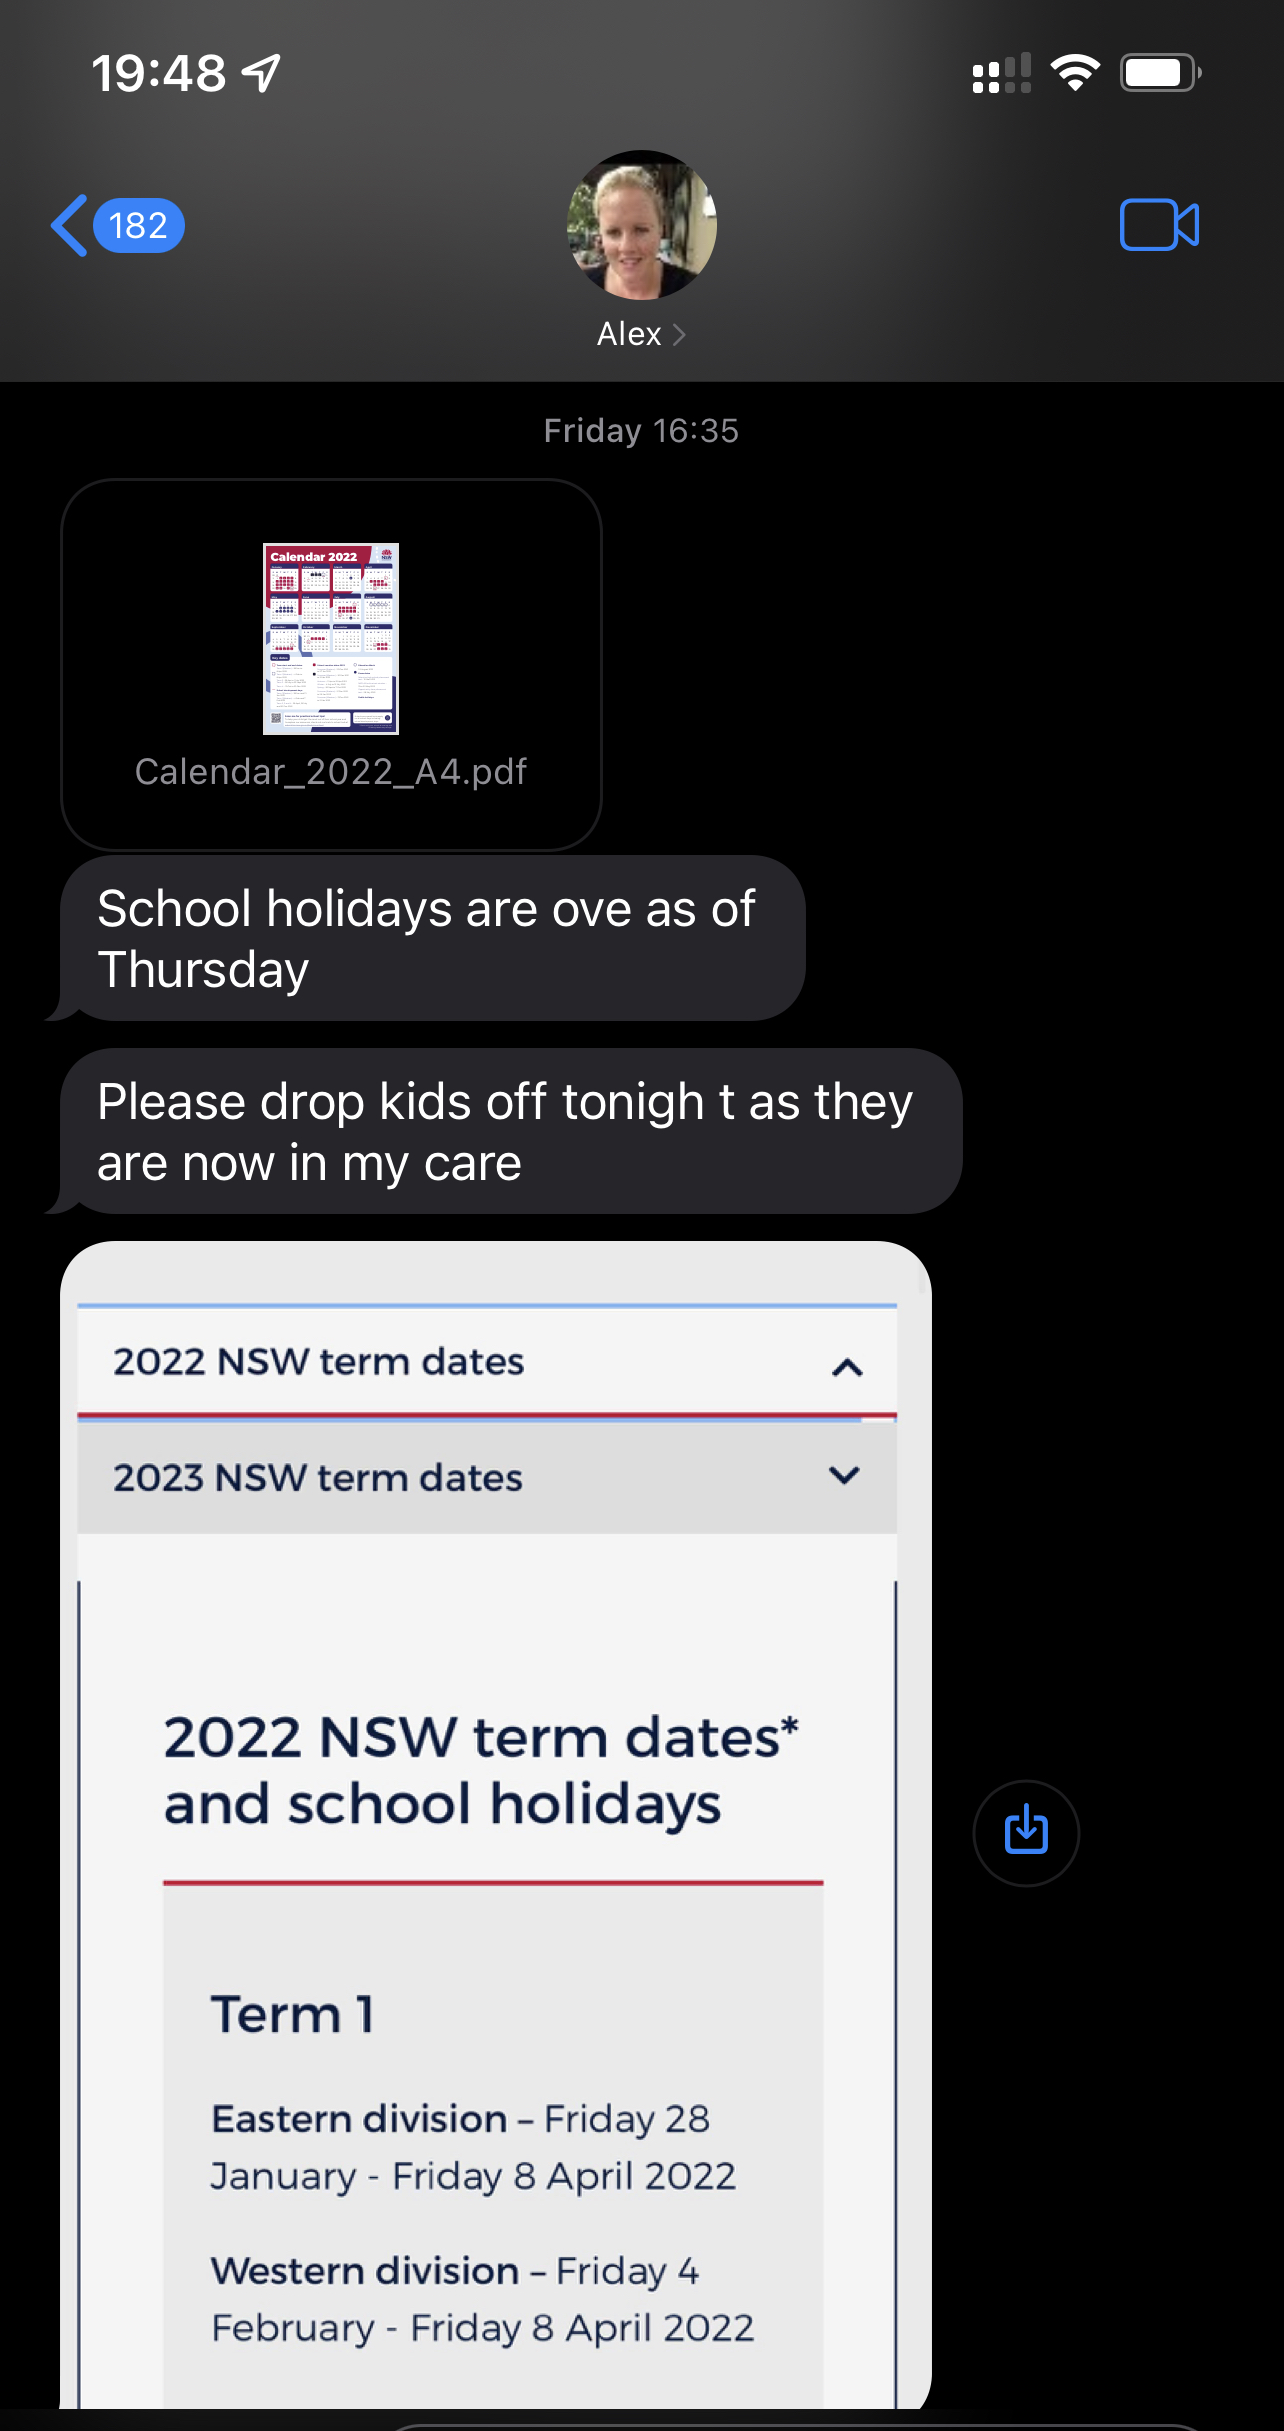 19:48
182
Alex
Friday 16:35
Calendar 2022
Calendar_2022_A4.pdf
School holidays are ove as of
Thursday
Please drop kids off tonigh t as they
are now in my care
2022 NSW term dates
2023 NSW term dates
2022 NSW term dates*
and school holidays
Term 1
Eastern division – Friday 28
January - Friday 8 April 2022
Western division – Friday 4
February - Friday 8 April 2022